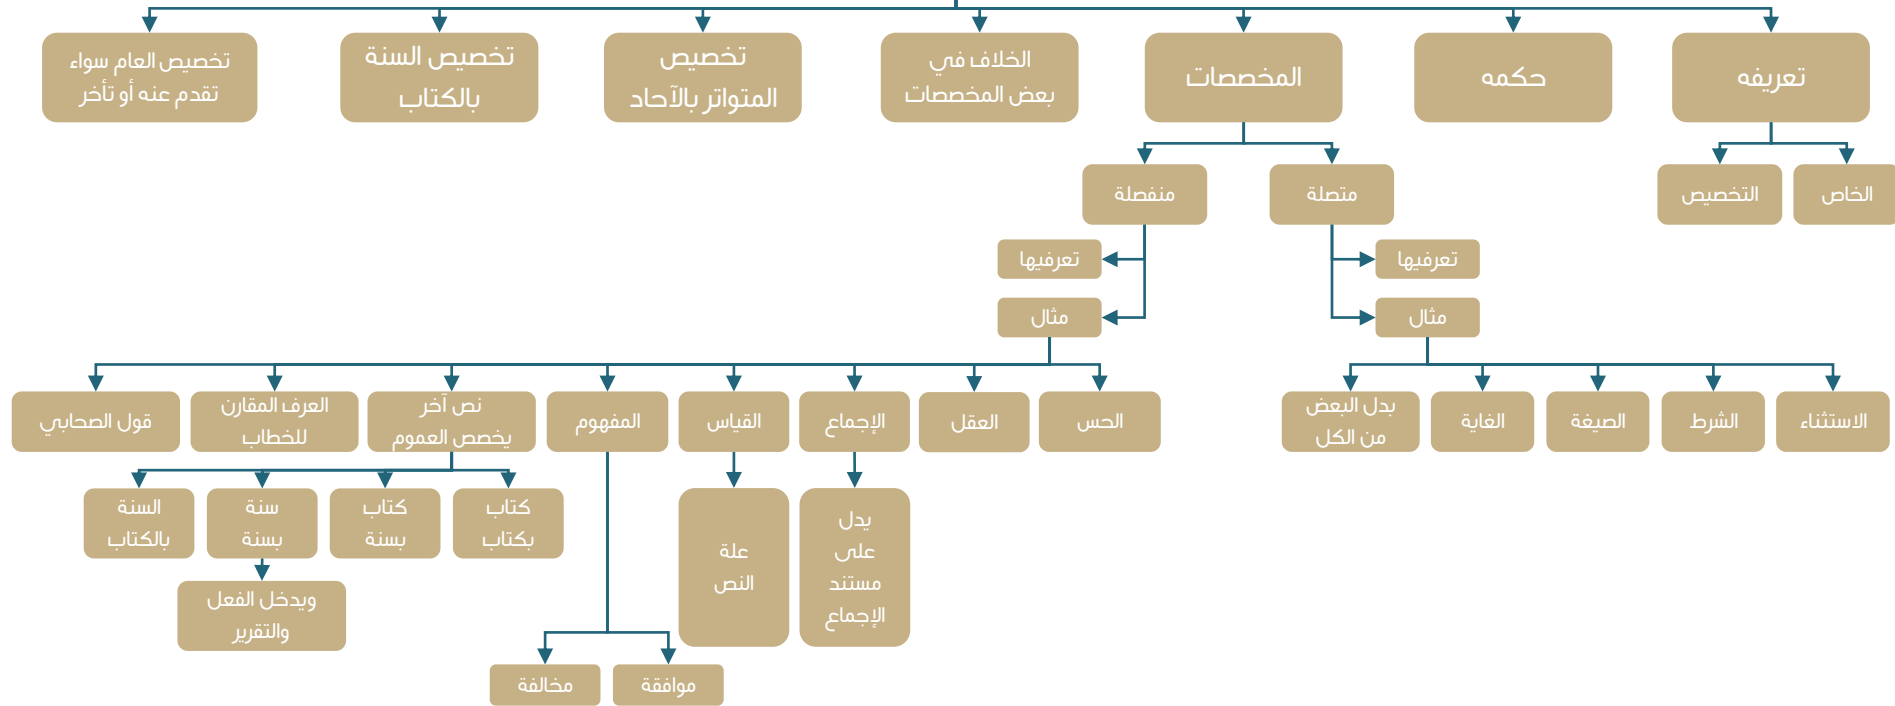 تعريفه
حكمه
المخصصات
الخلاف في
بعض المخصصات
تخصيص
المتواتر بالآحاد
تخصيص السنة
بالكتاب
تخصيص العام سواء
تقدم عنه أو تأخر
الخاص
التخصيص
متصلة
منفصلة
تعرفيها
تعرفيها
مثال
مثال
الاستثناء
الشرط
الصيغة
الغاية
بدل البعض
من الكل
الحس
العقل
الإجماع
القياس
المفهوم
نص آخر
يخصص العموم
العرف المقارن
للخطاب
قول الصحابي
يدل
على
مستند
الإجماع
علة
النص
كتاب
بكتاب
كتاب
بسنة
سنة
بسنة
السنة
بالكتاب
ويدخل الفعل
والتقرير
موافقة
مخالفة